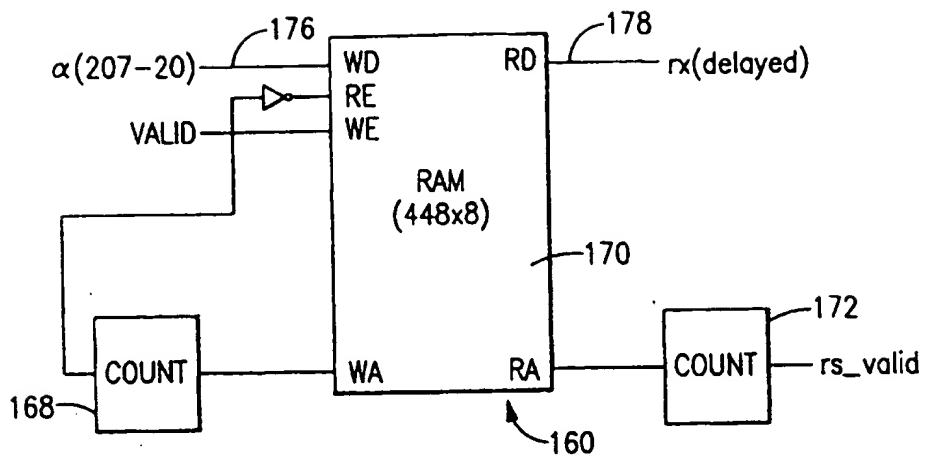 176
178
α(207-20)
WD
RD
rx(delayed)
RE
VALID
WE
RAM
(448x8)
170
172
COUNT
WA
RA
COUNT
rs_valid
168
160